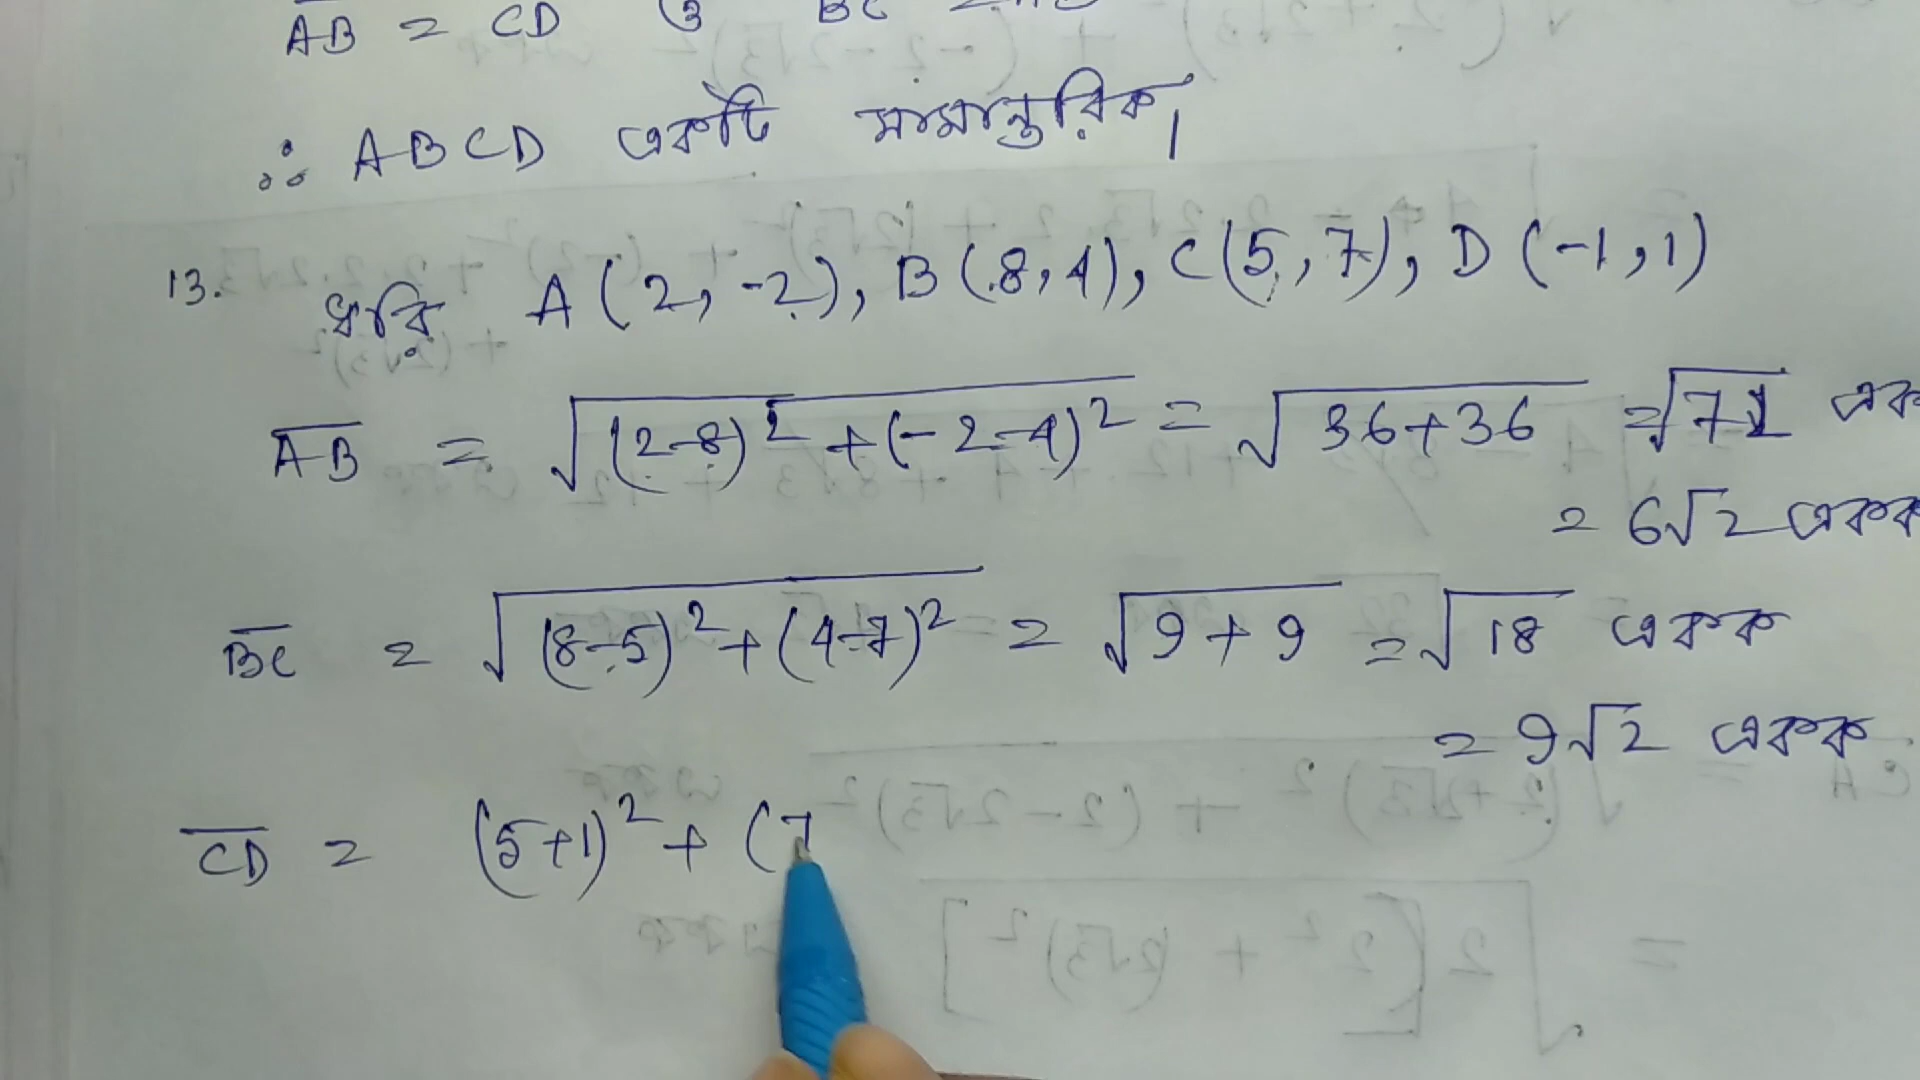 AB = CD ও BC
∴ ABCD একটি সামান্তরিক।
13. ধরি A(2, -2), B(8, 4), C(5, 7), D(-1, 1)
AB = √(2-8)² + (-2-4)² = √36+36 = √72 একক
= 6√2 একক
BC = √(8-5)² + (4-7)² = √9+9 = √18 একক
= 9√2 একক
CD = (5+1)² + (7